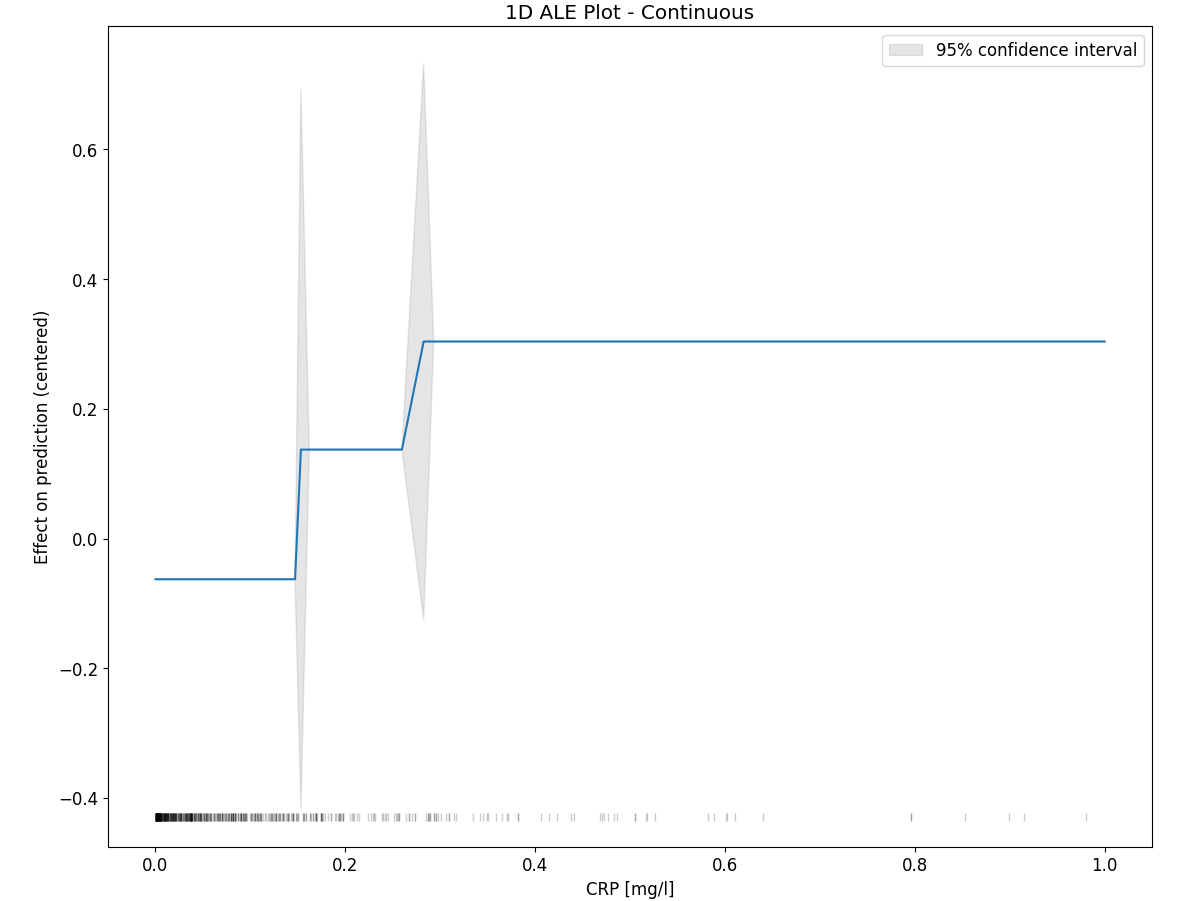 1D ALE Plot - Continuous
95% confidence interval
Effect on prediction (centered)
0.6
0.4
0.2
0.0
−0.2
−0.4
0.0 0.2 0.4 0.6 0.8 1.0
CRP [mg/l]